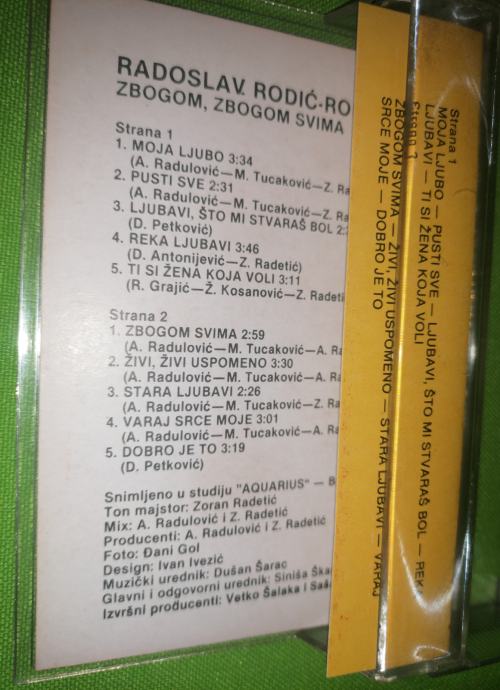 RADOSLAV RODIĆ-RO
ZBOGOM, ZBOGOM SVIMA
Strana 1
1. MOJA LJUBO 3:34
(A. Radulović—M. Tucaković—Z. Ra
2. PUSTI SVE 2:31
(A. Radulović—M. Tucaković—Z. Ra
3. LJUBAVI, ŠTO MI STVARAŠ BOL 2:
(D. Petković)
4. REKA LJUBAVI 3:46
(D. Antonijević—Z. Radetić)
5. TI SI ŽENA KOJA VOLI 3:11
(R. Grajić—Ž. Kosanović—Z. Radeti
Strana 2
1. ZBOGOM SVIMA 2:59
(A. Radulović—M. Tucaković—A. Ra
2. ŽIVI, ŽIVI USPOMENO 3:30
(A. Radulović—M. Tucaković—A. R
3. STARA LJUBAVI 2:26
(A. Radulović—M. Tucaković—Z. R
4. VARAJ SRCE MOJE 3:01
(A. Radulović—M. Tucaković—A. R
5. DOBRO JE TO 3:19
(D. Petković)
Snimljeno u studiju "AQUARIUS" — B
Ton majstor: Zoran Radetić
Mix: A. Radulović i Z. Radetić
Producenti: A. Radulović i Z. Radetić
Foto: Đani Gol
Design: Ivan Ivezić
Muzički urednik: Dušan Šarac
Glavni i odgovorni urednik: Siniša Ška
Izvršni producenti: Vetko Šalaka i Saš
Strana 1
MOJA LJUBO — PUSTI SVE — LJUBAVI, ŠTO MI STVARAŠ BOL — REK
LJUBAVI — TI SI ŽENA KOJA VOLI
Strana 2
ZBOGOM SVIMA — ŽIVI, ŽIVI USPOMENO — STARA LJUBAVI — VARAJ
SRCE MOJE — DOBRO JE TO